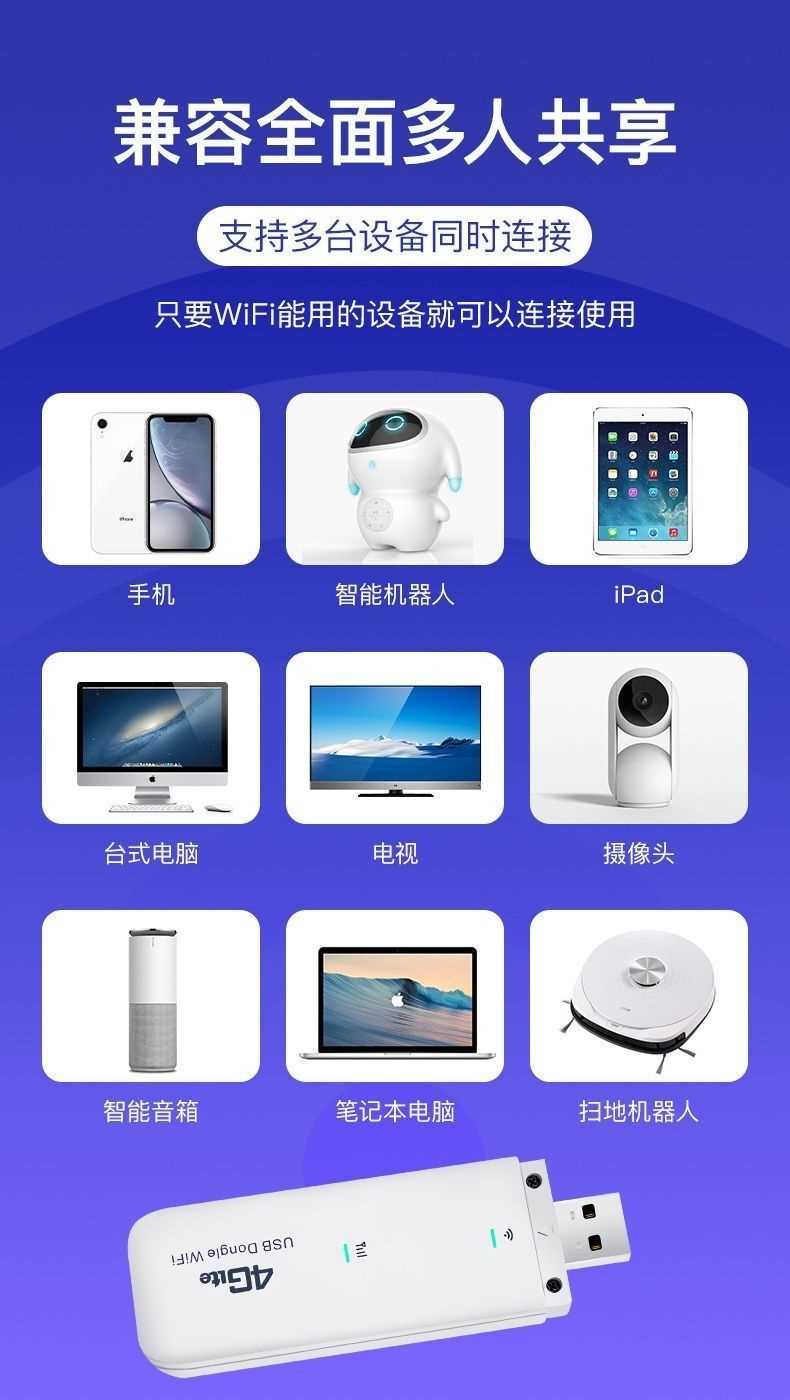 兼容全面多人共享
支持多台设备同时连接
只要WiFi能用的设备就可以连接使用
iPhone
手机
智能机器人
iPad
台式电脑
电视
摄像头
智能音箱
笔记本电脑
扫地机器人
4Glte
USB Dongle WiFi